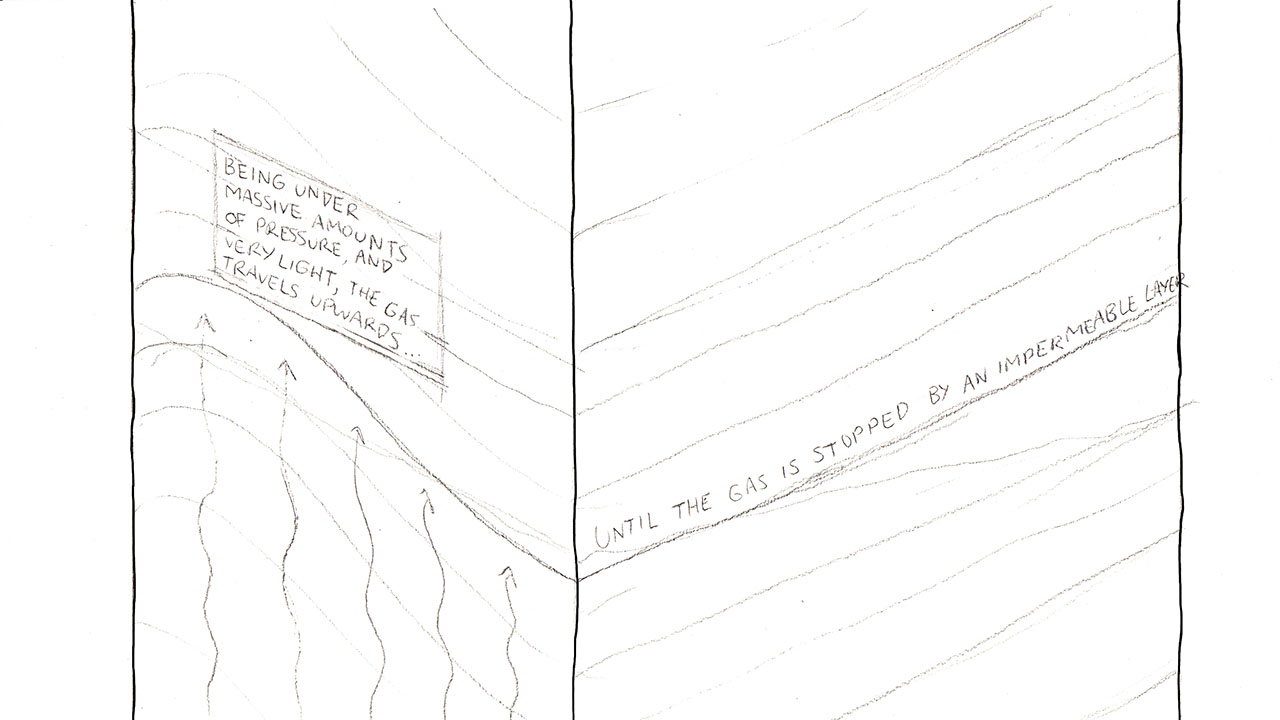 BEING UNDER
MASSIVE AMOUNTS
OF PRESSURE, AND
VERY LIGHT, THE GAS
TRAVELS UPWARDS...
UNTIL THE GAS IS STOPPED BY AN IMPERMEABLE LAYER